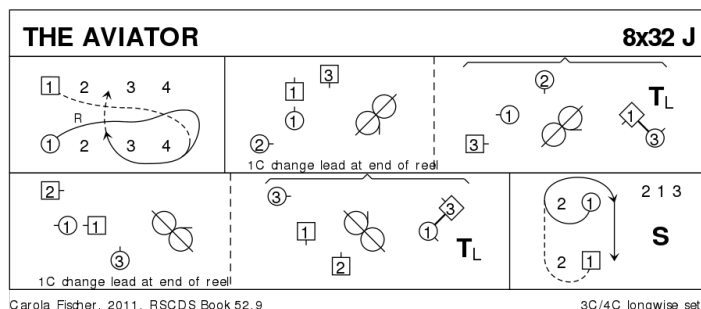 THE AVIATOR 8x32 J
1 2 3 4
R
1 2 3 4
3
1
1
2
1C change lead at end of reel
2
1
3
1
3
TL
2
1 1
3
1C change lead at end of reel
3
1
2
3
1
TL
2 1
2 1
2 1 3
S
Carola Fischer, 2011, RSCDS Book 52.9 3C/4C longwise set